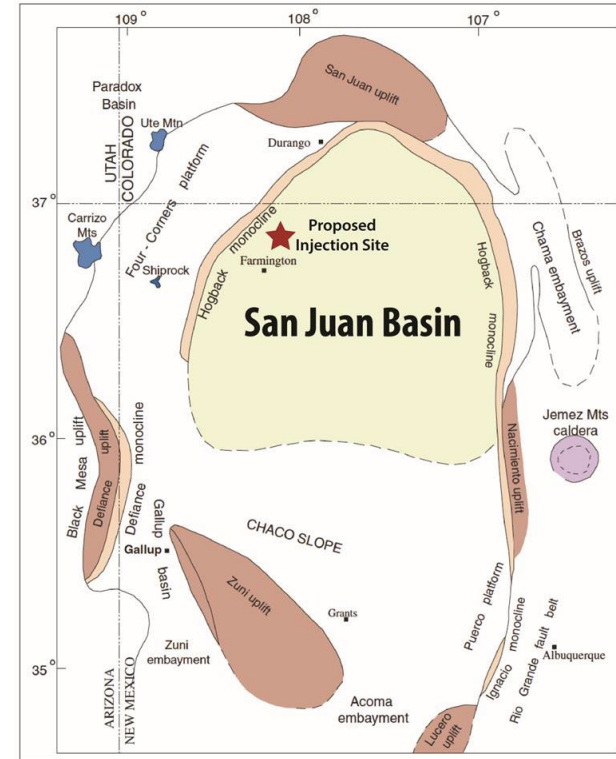 109°
108°
107°
San Juan uplift
Paradox
Basin
Ute Mtn
Durango
UTAH
COLORADO
Four - Corners platform
37°
Carrizo
Mts
Shiprock
Hogback monocline
Proposed
Injection Site
Farmington
San Juan Basin
Hogback monocline
Chama embayment
Brazos uplift
36°
Black Mesa uplift
Defiance uplift
Defiance monocline
Nacimiento uplift
Jemez Mts
caldera
Gallup
basin
Gallup
CHACO SLOPE
Zuni uplift
Grants
Zuni
embayment
Puerco platform
Ignacio monocline
Rio Grande fault belt
Albuquerque
35°
ARIZONA
NEW MEXICO
Acoma
embayment
Lucero
uplift